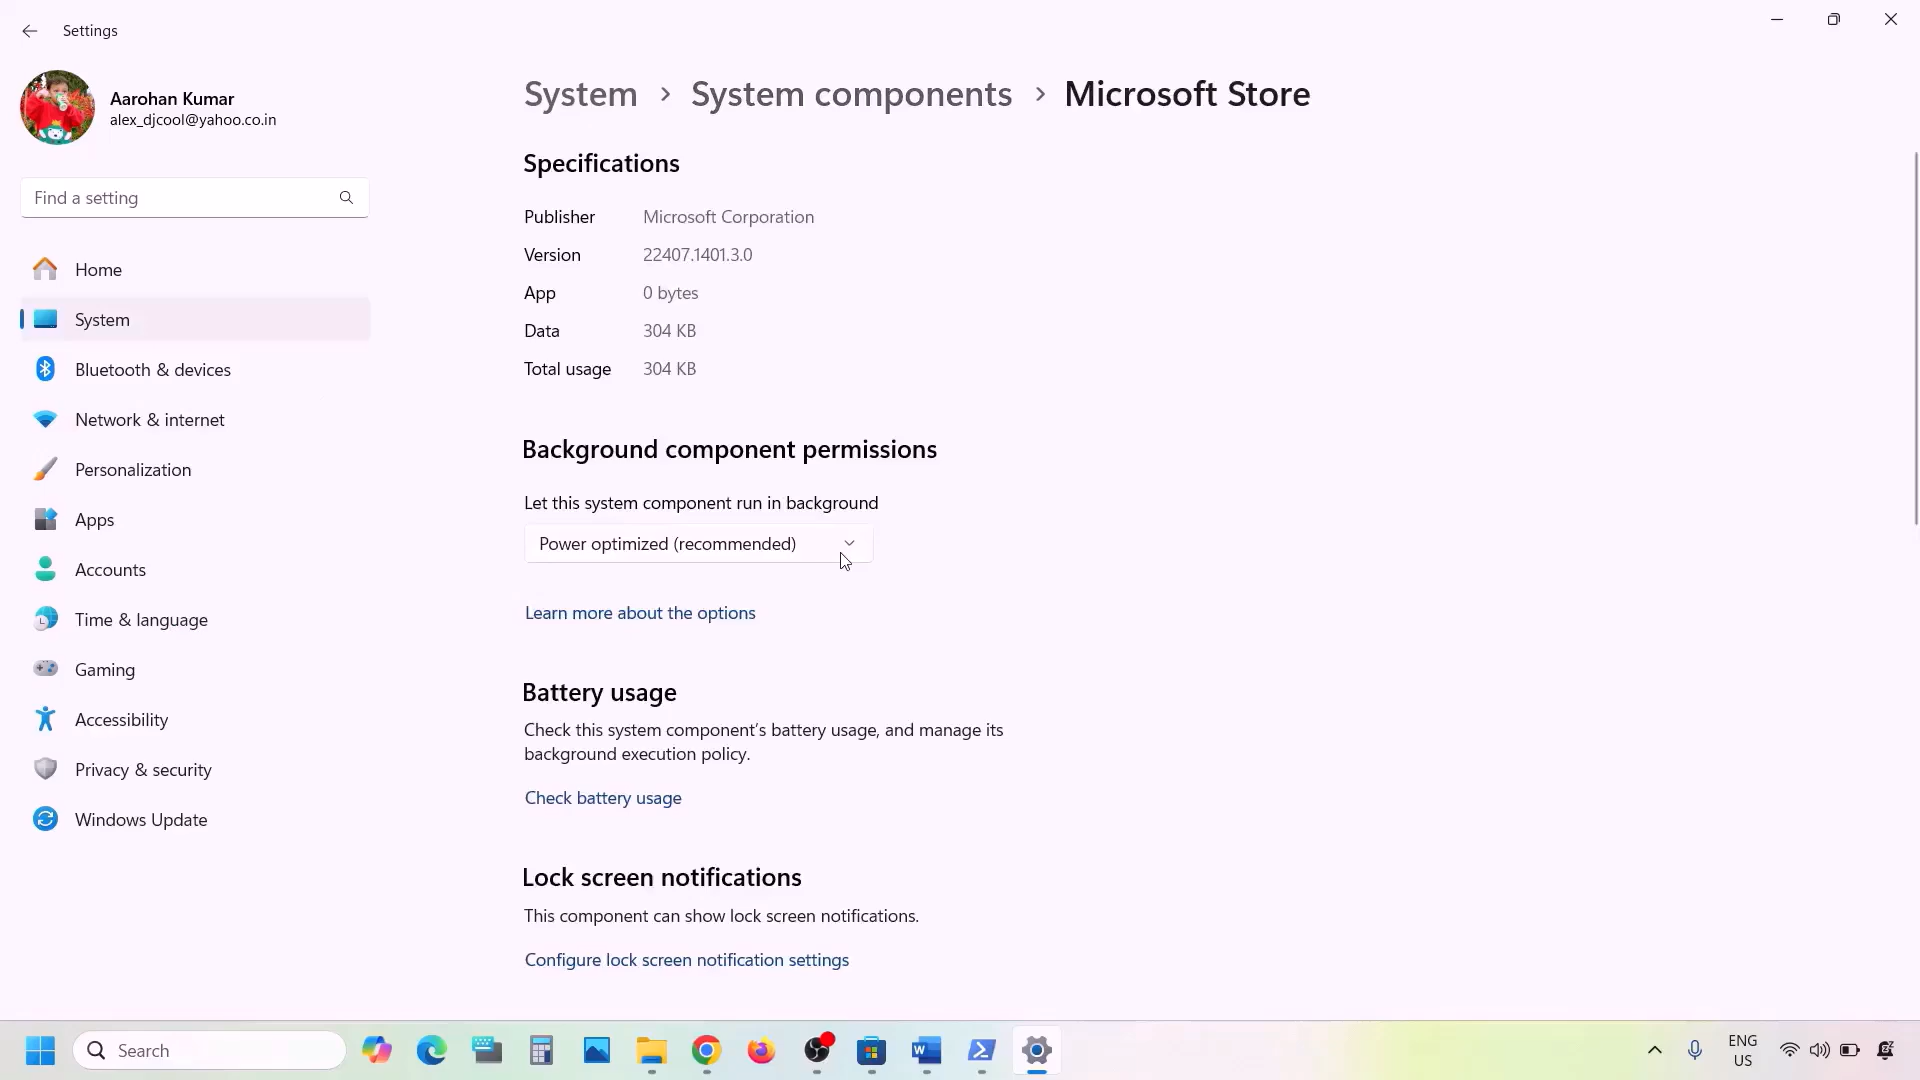 Settings
Aarohan Kumar
alex_djcool@yahoo.co.in
Find a setting
Home
System
Bluetooth & devices
Network & internet
Personalization
Apps
Accounts
Time & language
Gaming
Accessibility
Privacy & security
Windows Update
System > System components > Microsoft Store
Specifications
Publisher Microsoft Corporation
Version 22407.1401.3.0
App 0 bytes
Data 304 KB
Total usage 304 KB
Background component permissions
Let this system component run in background
Power optimized (recommended)
Learn more about the options
Battery usage
Check this system component's battery usage, and manage its
background execution policy.
Check battery usage
Lock screen notifications
This component can show lock screen notifications.
Configure lock screen notification settings
Search
ENG
US